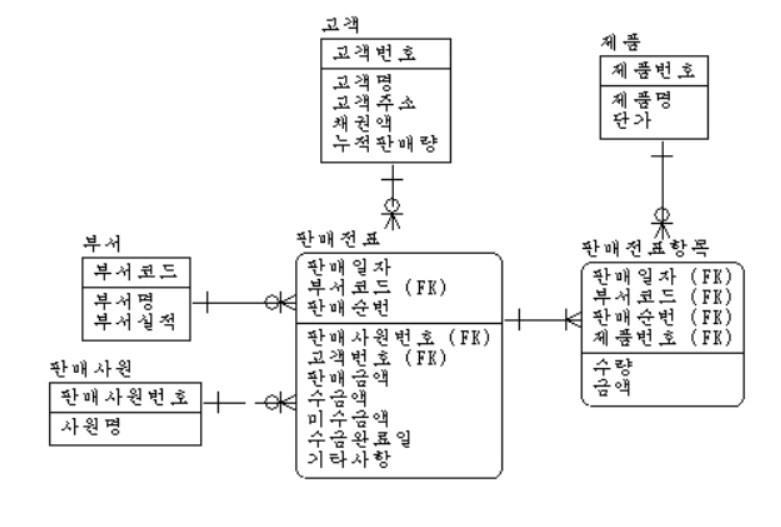 고객
고객번호
고객명
고객주소
채권액
누적판매량
제품
제품번호
제품명
단가
부서
부서코드
부서명
부서실적
판매사원
판매사원번호
사원명
판매전표
판매일자
부서코드 (FK)
판매순번
판매사원번호 (FK)
고객번호 (FK)
판매금액
수금액
미수금액
수금완료일
기타사항
판매전표항목
판매일자 (FK)
부서코드 (FK)
판매순번 (FK)
제품번호 (FK)
수량
금액